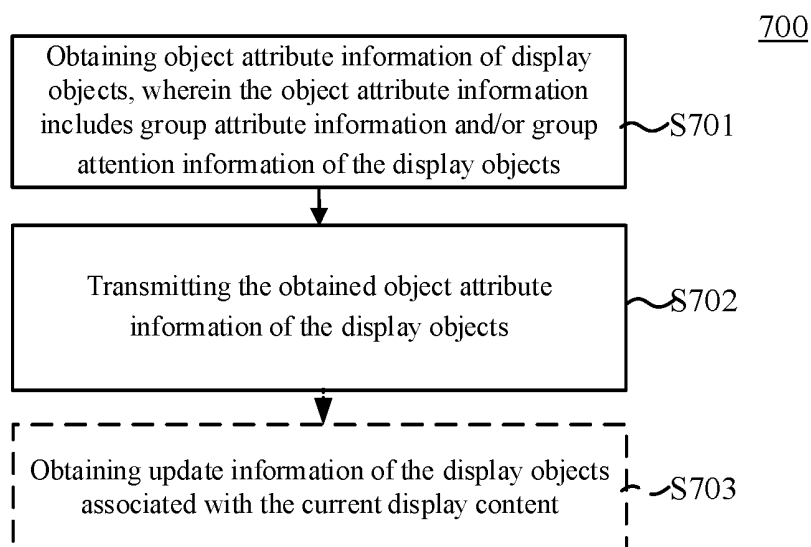 700
Obtaining object attribute information of display
objects, wherein the object attribute information
includes group attribute information and/or group
attention information of the display objects
S701
Transmitting the obtained object attribute
information of the display objects
S702
Obtaining update information of the display objects
associated with the current display content
S703